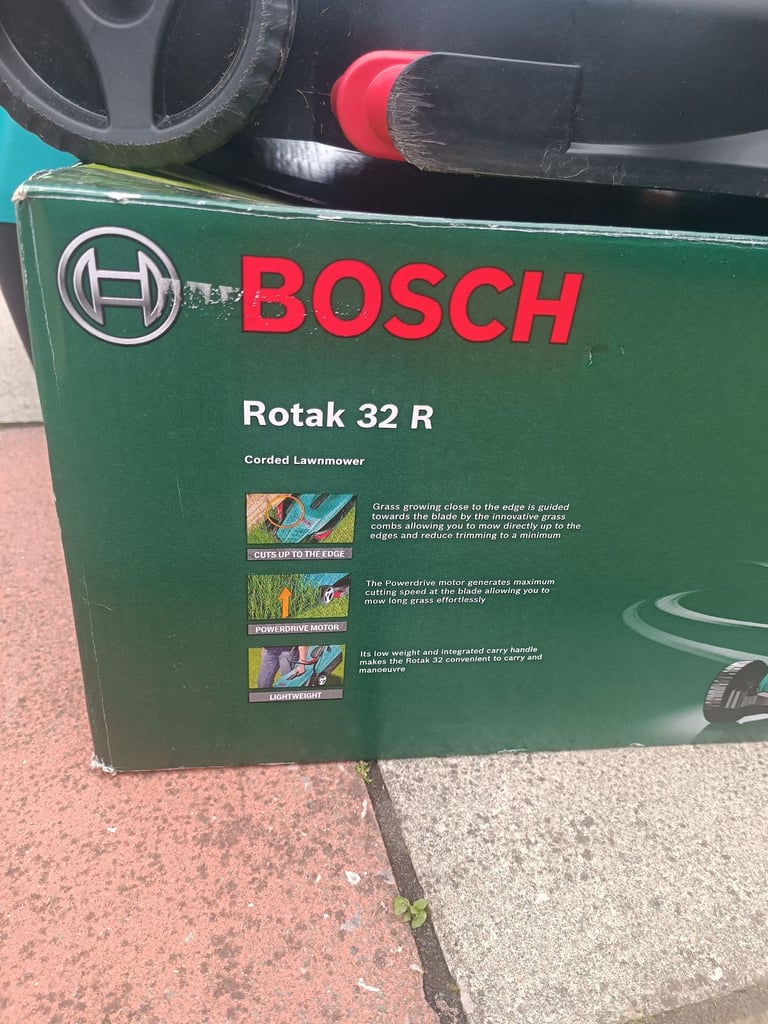 BOSCH
Rotak 32 R
Corded Lawnmower
Grass growing close to the edge is guided
towards the blade by the innovative grass
combs allowing you to mow directly up to the
edges and reduce trimming to a minimum
CUTS UP TO THE EDGE
The Powerdrive motor generates maximum
cutting speed at the blade allowing you to
mow long grass effortlessly
POWERDRIVE MOTOR
Its low weight and integrated carry handle
makes the Rotak 32 convenient to carry and
manoeuvre
LIGHTWEIGHT